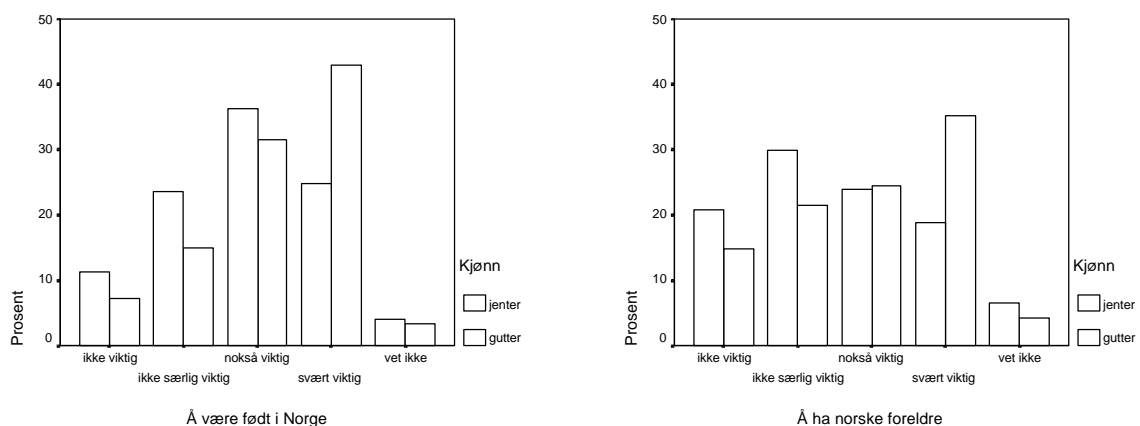 50
40
30
20
10
0
Prosent
ikke viktig
ikke særlig viktig
nokså viktig
svært viktig
vet ikke
Å være født i Norge
Kjønn
jenter
gutter
50
40
30
20
10
0
Prosent
ikke viktig
ikke særlig viktig
nokså viktig
svært viktig
vet ikke
Å ha norske foreldre
Kjønn
jenter
gutter